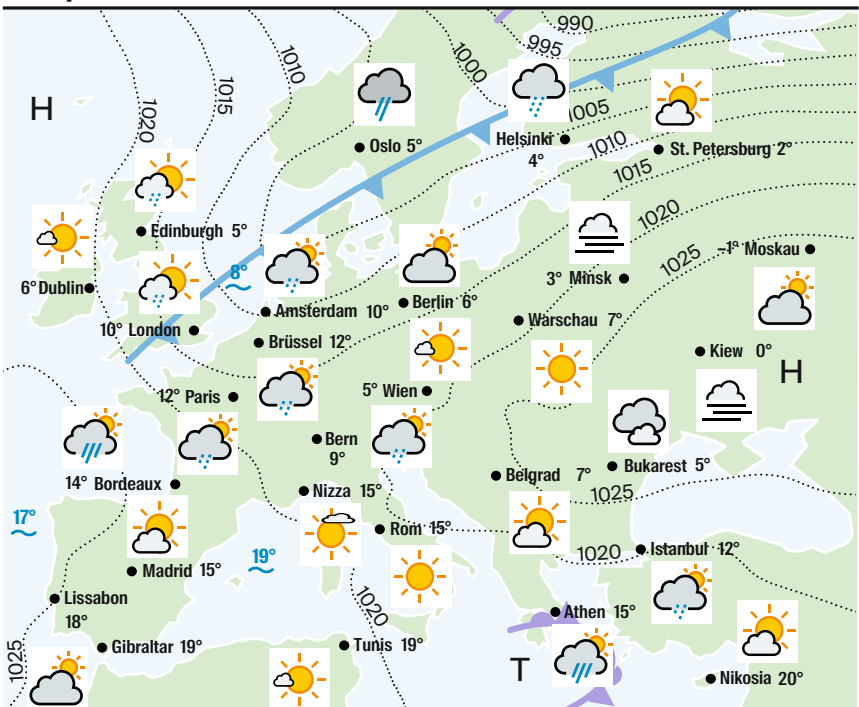 990
995
1000
1010
1015
1020
H
1005
Oslo 5°
Helsinki
4°
1010
St. Petersburg 2°
1015
Edinburgh 5°
1020
1025
-1° Moskau
8°
6° Dublin
3° Minsk
Amsterdam 10°
Berlin 6°
10° London
Warschau 7°
Brüssel 12°
Kiew 0°
H
12° Paris
5° Wien
Bern
9°
14° Bordeaux
Belgrad 7°
Bukarest 5°
Nizza 15°
1025
17°
Rom 15°
19°
1020
Istanbul 12°
Madrid 15°
Lissabon
18°
1020
Athen 15°
Gibraltar 19°
Tunis 19°
1025
T
Nikosia 20°